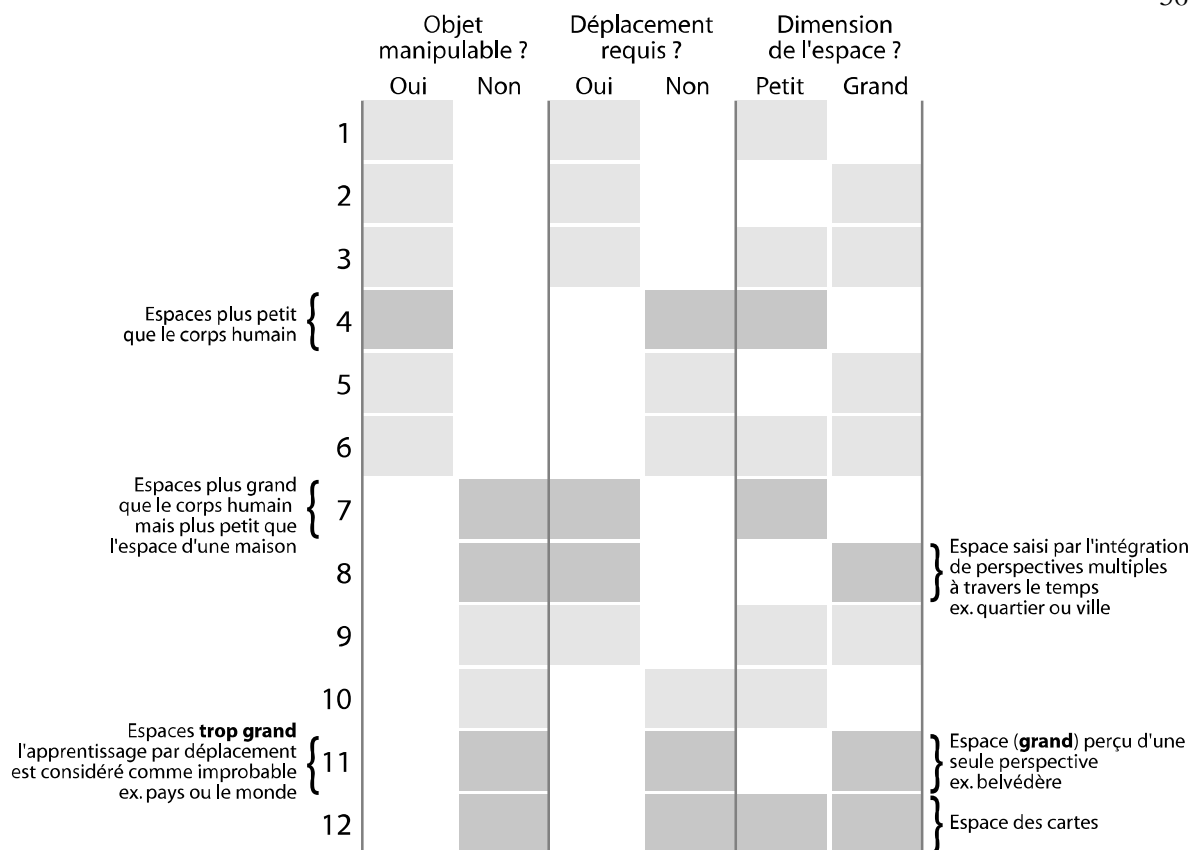 Objet
manipulable ?
Déplacement
requis ?
Dimension
de l'espace ?
Oui Non Oui Non Petit Grand
1
2
3
Espaces plus petit
que le corps humain
4
5
6
Espaces plus grand
que le corps humain
mais plus petit que
l'espace d'une maison
7
8
Espace saisi par l'intégration
de perspectives multiples
à travers le temps
ex. quartier ou ville
9
10
Espaces trop grand
l'apprentissage par déplacement
est considéré comme improbable
ex. pays ou le monde
11
Espace (grand) perçu d'une
seule perspective
ex. belvédère
12
Espace des cartes